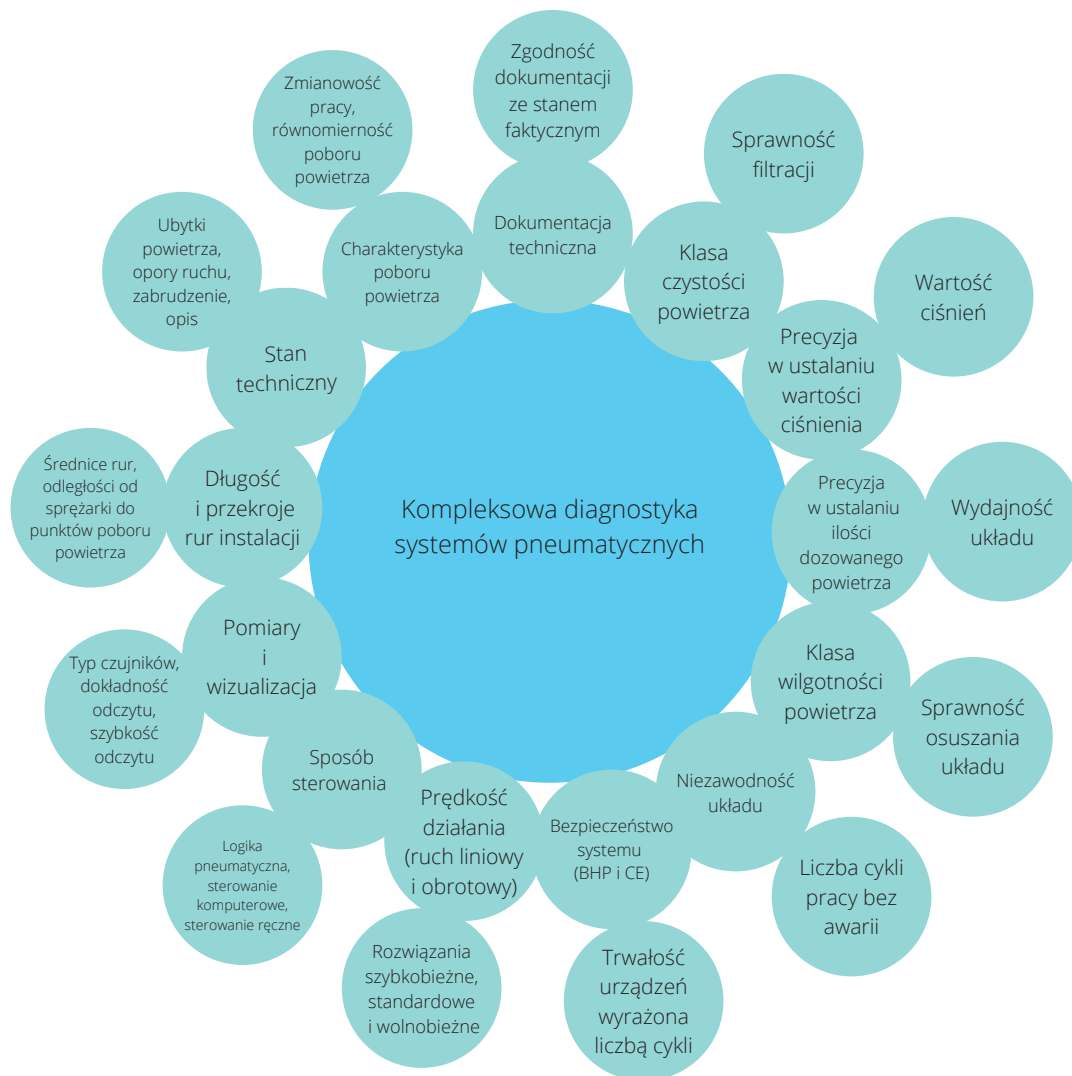 Kompleksowa diagnostyka
systemów pneumatycznych
Zgodność
dokumentacji
ze stanem
faktycznym
Dokumentacja
techniczna
Sprawność
filtracji
Klasa
czystości
powietrza
Wartość
ciśnień
Precyzja
w ustalaniu
wartości
ciśnienia
Wydajność
układu
Precyzja
w ustalaniu
ilości
dozowanego
powietrza
Sprawność
osuszania
układu
Klasa
wilgotności
powietrza
Liczba cykli
pracy bez
awarii
Niezawodność
układu
Trwałość
urządzeń
wyrażona
liczbą cykli
Bezpieczeństwo
systemu
(BHP i CE)
Rozwiązania
szybkobieżne,
standardowe
i wolnobieżne
Prędkość
działania
(ruch liniowy
i obrotowy)
Logika
pneumatyczna,
sterowanie
komputerowe,
sterowanie ręczne
Sposób
sterowania
Typ czujników,
dokładność
odczytu,
szybkość
odczytu
Pomiary
i
wizualizacja
Średnice rur,
odległości od
sprężarki do
punktów poboru
powietrza
Długość
i przekroje
rur instalacji
Ubytki
powietrza,
opory ruchu,
zabrudzenie,
opis
Stan
techniczny
Zmianowość
pracy,
równomierność
poboru
powietrza
Charakterystyka
poboru
powietrza